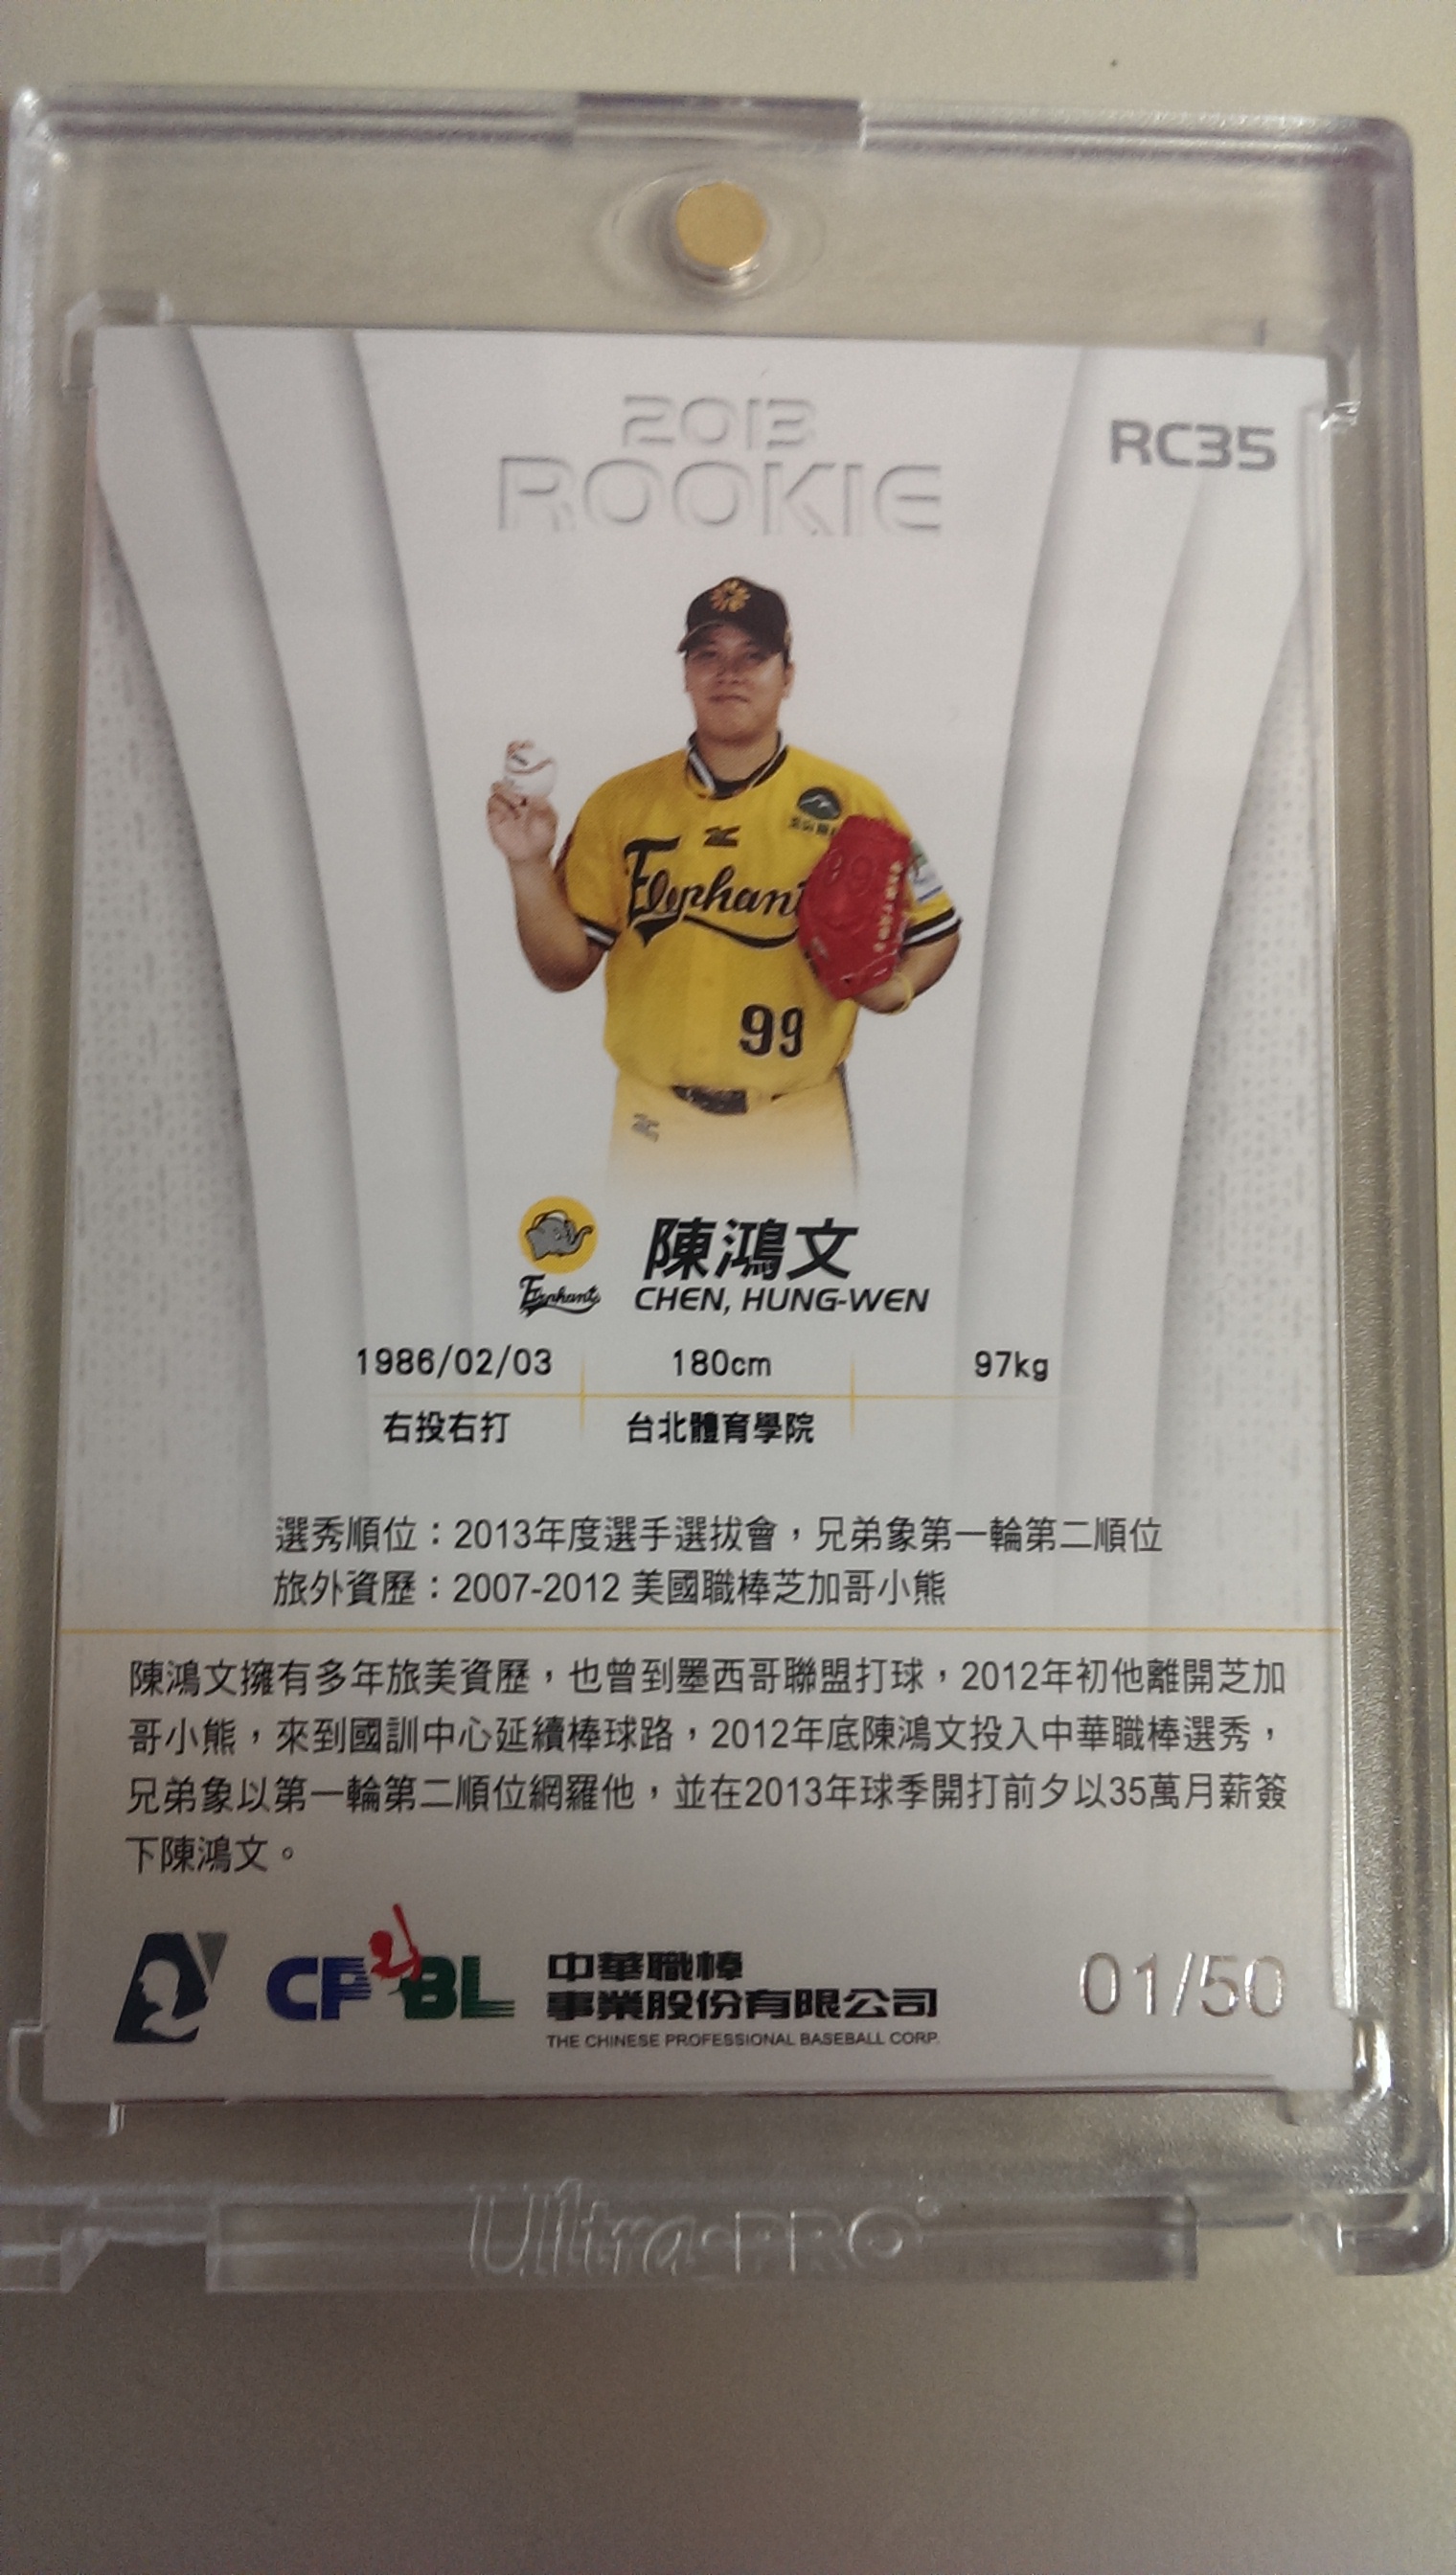 2013
ROOKIE
RC35
Elephant
99
Elephants
陳鴻文
CHEN, HUNG-WEN
1986/02/03 180cm 97kg
右投右打 台北體育學院
選秀順位：2013年度選手選拔會，兄弟象第一輪第二順位
旅外資歷：2007-2012 美國職棒芝加哥小熊
陳鴻文擁有多年旅美資歷，也曾到墨西哥聯盟打球，2012年初他離開芝加
哥小熊，來到國訓中心延續棒球路，2012年底陳鴻文投入中華職棒選秀，
兄弟象以第一輪第二順位網羅他，並在2013年球季開打前夕以35萬月薪簽
下陳鴻文。
CPBL
中華職棒
事業股份有限公司
THE CHINESE PROFESSIONAL BASEBALL CORP.
01/50
Ultra•PRO®